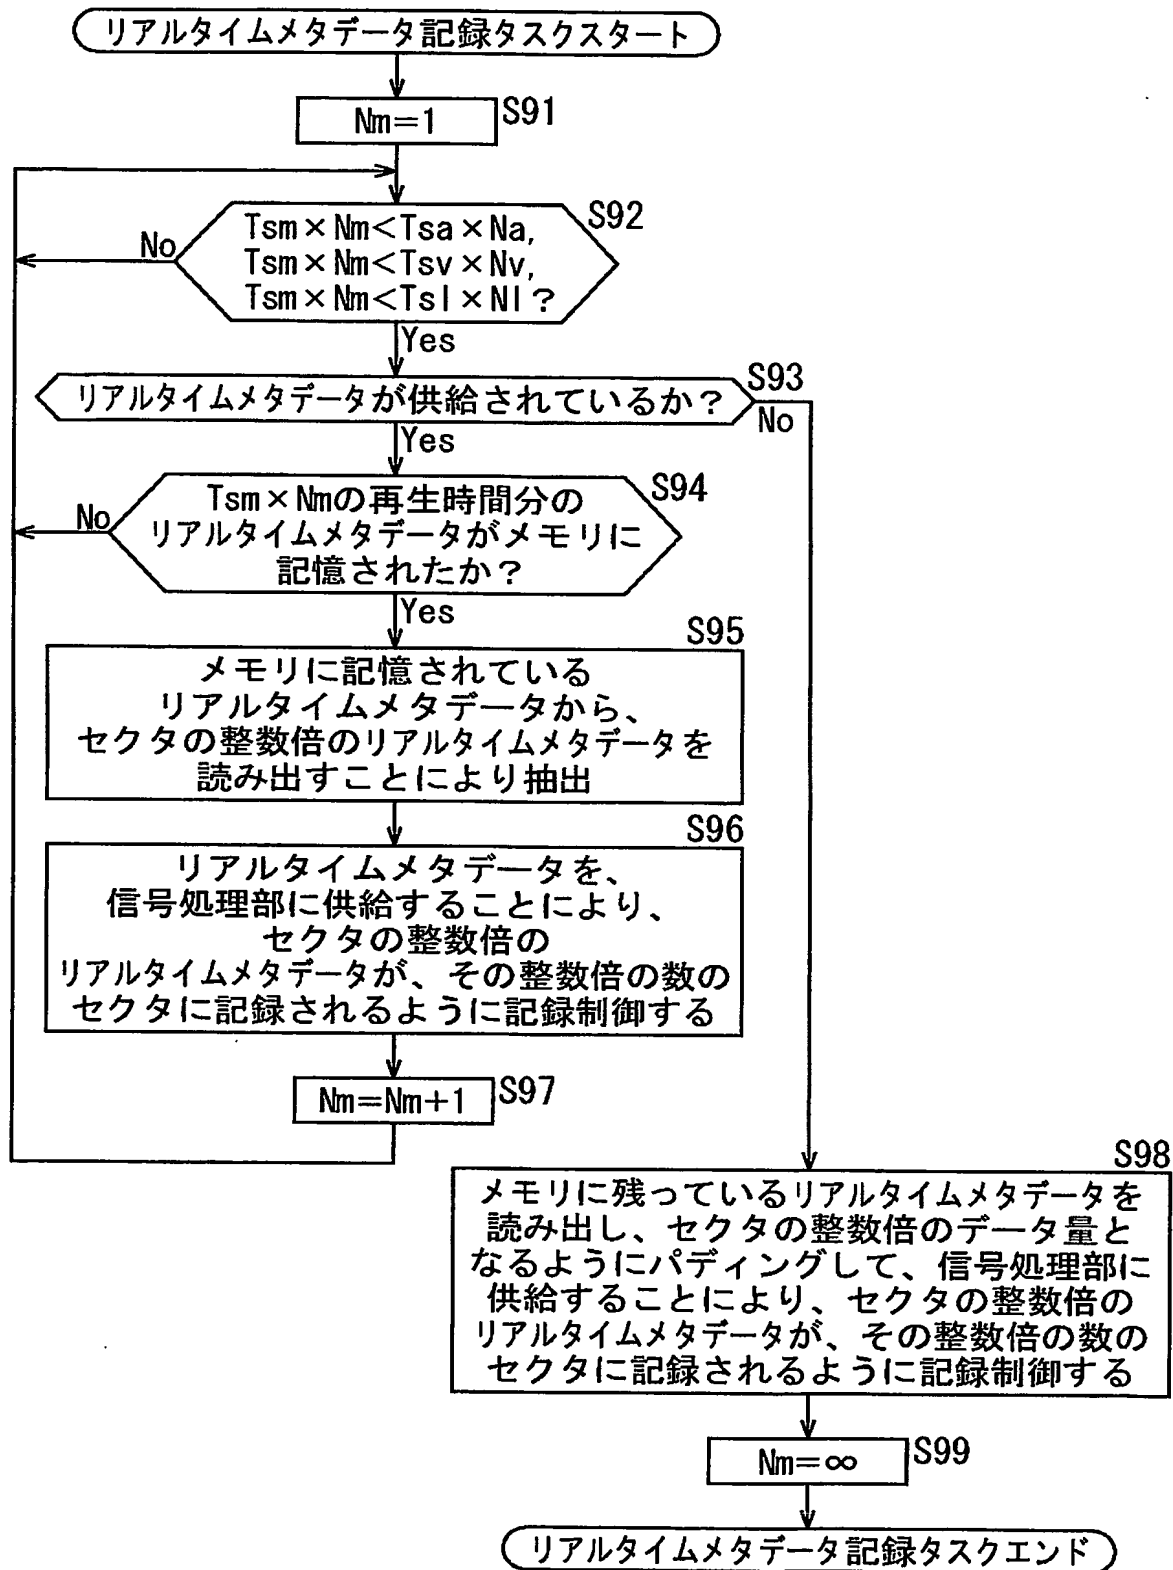 リアルタイムメタデータ記録タスクスタート
Nm=1
S91
S92
Tsm×Nm<Tsa×Na,
Tsm×Nm<Tsv×Nv,
Tsm×Nm<Tsl×Nl?
No
Yes
S93
リアルタイムメタデータが供給されているか?
No
Yes
S94
Tsm×Nmの再生時間分の
リアルタイムメタデータがメモリに
記憶されたか?
No
Yes
S95
メモリに記憶されている
リアルタイムメタデータから、
セクタの整数倍のリアルタイムメタデータを
読み出すことにより抽出
S96
リアルタイムメタデータを、
信号処理部に供給することにより、
セクタの整数倍の
リアルタイムメタデータが、その整数倍の数の
セクタに記録されるように記録制御する
Nm=Nm+1
S97
S98
メモリに残っているリアルタイムメタデータを
読み出し、セクタの整数倍のデータ量と
なるようにパディングして、信号処理部に
供給することにより、セクタの整数倍の
リアルタイムメタデータが、その整数倍の数の
セクタに記録されるように記録制御する
Nm=∞
S99
リアルタイムメタデータ記録タスクエンド